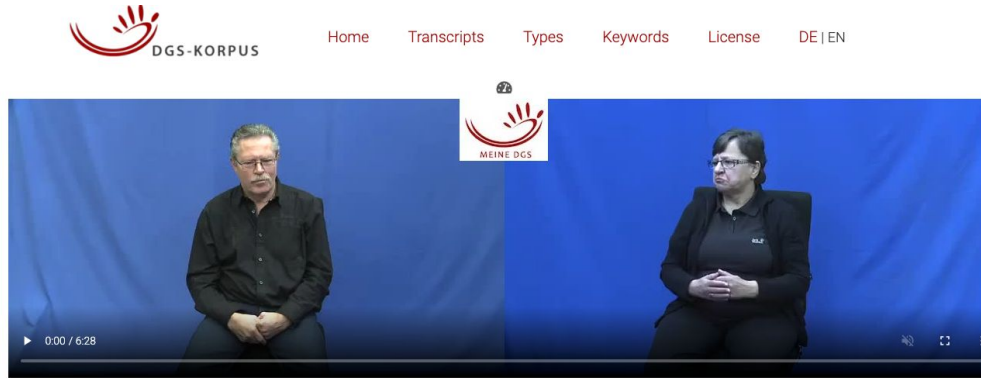 DGS-KORPUS
Home Transcripts Types Keywords License DE | EN
MEINE DGS
0:00 / 6:28